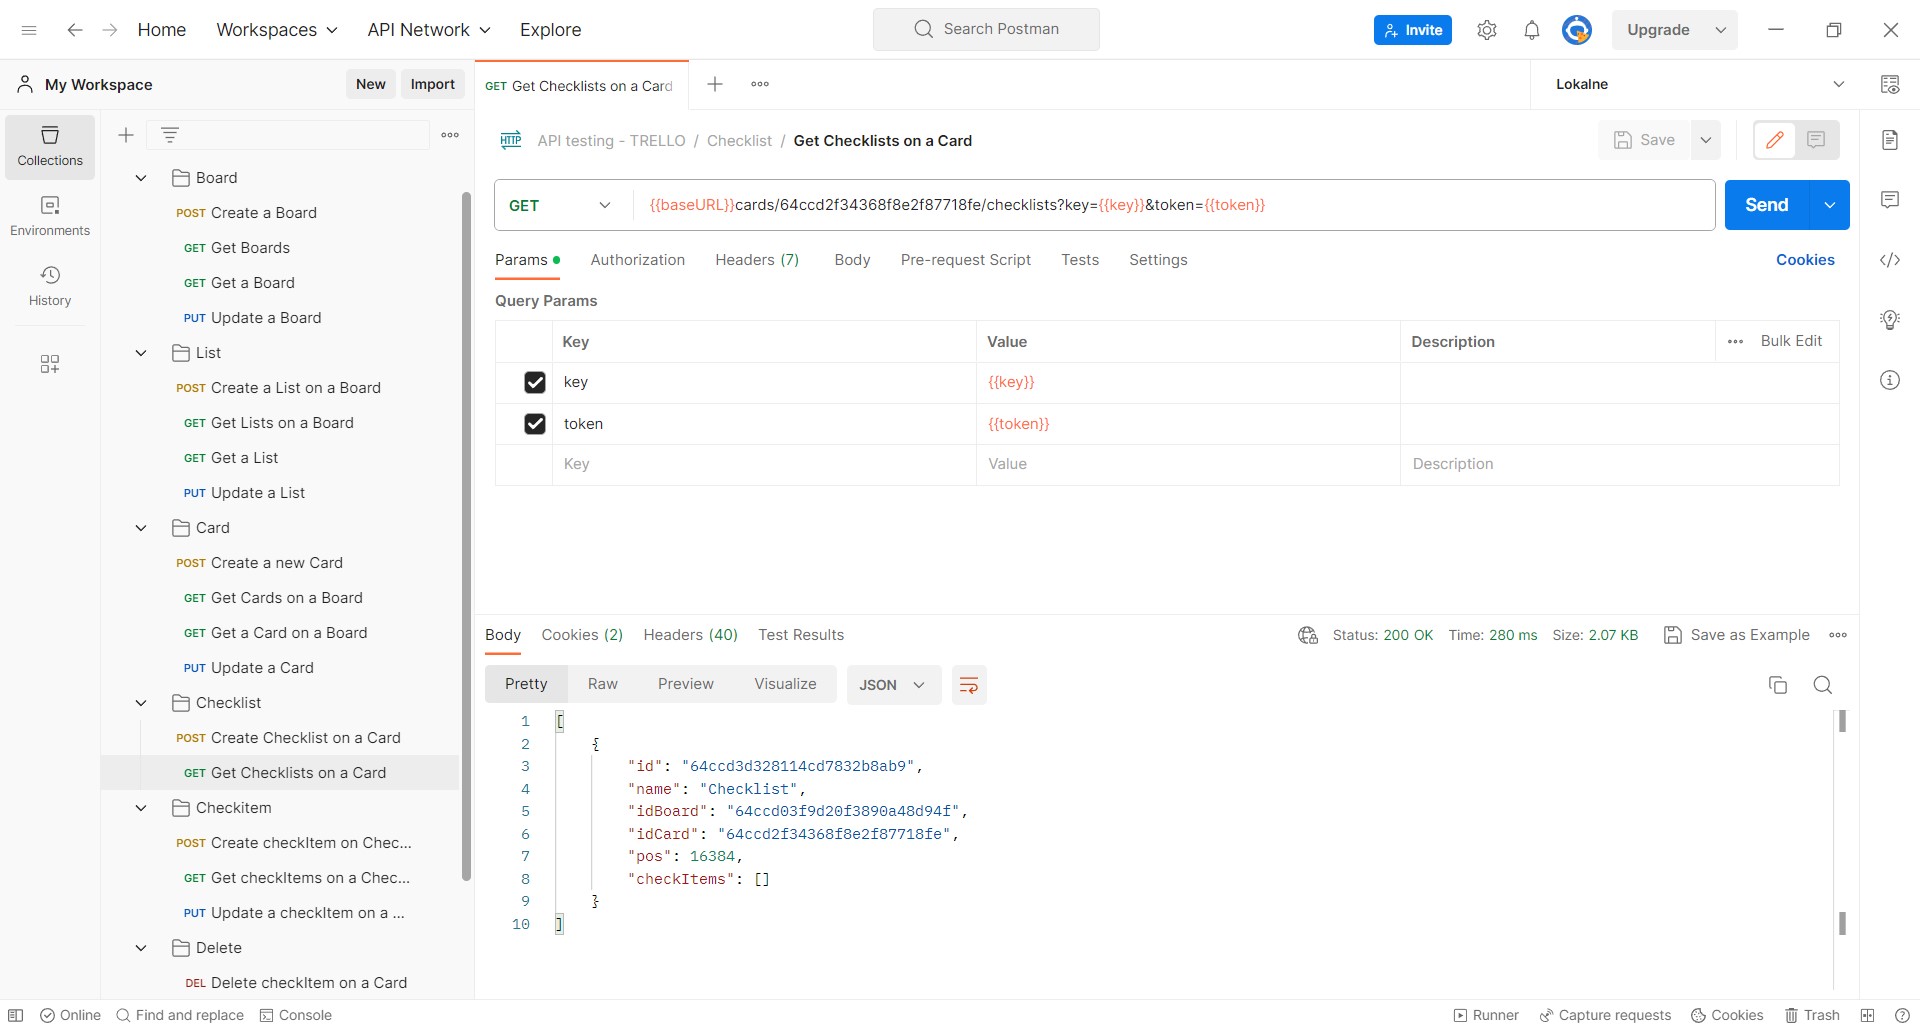 Home
Workspaces
API Network
Explore
Search Postman
Invite
Upgrade
My Workspace
New
Import
GET Get Checklists on a Card
Lokalne
Collections
Environments
History
Board
POST Create a Board
GET Get Boards
GET Get a Board
PUT Update a Board
List
POST Create a List on a Board
GET Get Lists on a Board
GET Get a List
PUT Update a List
Card
POST Create a new Card
GET Get Cards on a Board
GET Get a Card on a Board
PUT Update a Card
Checklist
POST Create Checklist on a Card
GET Get Checklists on a Card
Checkitem
POST Create checkItem on Chec...
GET Get checkItems on a Chec...
PUT Update a checkItem on a ...
Delete
DEL Delete checkItem on a Card
HTTP API testing - TRELLO / Checklist / Get Checklists on a Card
Save
GET
{{baseURL}}cards/64ccd2f34368f8e2f87718fe/checklists?key={{key}}&token={{token}}
Send
Params
Authorization
Headers (7)
Body
Pre-request Script
Tests
Settings
Cookies
Query Params
Key Value Description Bulk Edit
key {{key}}
token {{token}}
Key Value Description
Body
Cookies (2)
Headers (40)
Test Results
Status: 200 OK Time: 280 ms Size: 2.07 KB
Save as Example
Pretty
Raw
Preview
Visualize
JSON
1 [
2 {
3 "id": "64ccd3d328114cd7832b8ab9",
4 "name": "Checklist",
5 "idBoard": "64ccd03f9d20f3890a48d94f",
6 "idCard": "64ccd2f34368f8e2f87718fe",
7 "pos": 16384,
8 "checkItems": []
9 }
10 ]
Online
Find and replace
Console
Runner
Capture requests
Cookies
Trash